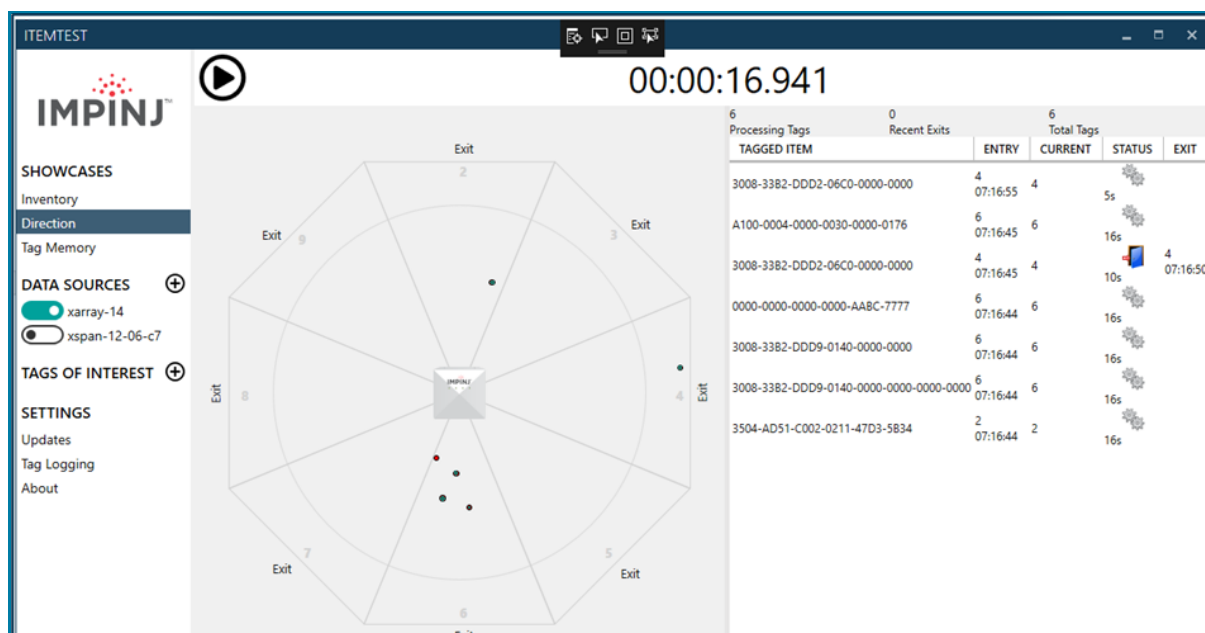 ITEMTEST
IMPINJ™
00:00:16.941
SHOWCASES
Inventory
Direction
Tag Memory
DATA SOURCES
xarray-14
xspan-12-06-c7
TAGS OF INTEREST
SETTINGS
Updates
Tag Logging
About
Exit
2
Exit
9
3
Exit
IMPINJ
Exit
8
4
Exit
7
5
Exit
Exit
6
Exit
6
0
6
Processing Tags
Recent Exits
Total Tags
TAGGED ITEM ENTRY CURRENT STATUS EXIT
3008-33B2-DDD2-06C0-0000-0000 4 07:16:55 4 5s
A100-0004-0000-0030-0000-0176 6 07:16:45 6 16s
3008-33B2-DDD2-06C0-0000-0000 4 07:16:45 4 10s 4 07:16:50
0000-0000-0000-0000-AABC-7777 6 07:16:44 6 16s
3008-33B2-DDD9-0140-0000-0000 6 07:16:44 6 16s
3008-33B2-DDD9-0140-0000-0000-0000-0000 6 07:16:44 6 16s
3504-AD51-C002-0211-47D3-5B34 2 07:16:44 2 16s